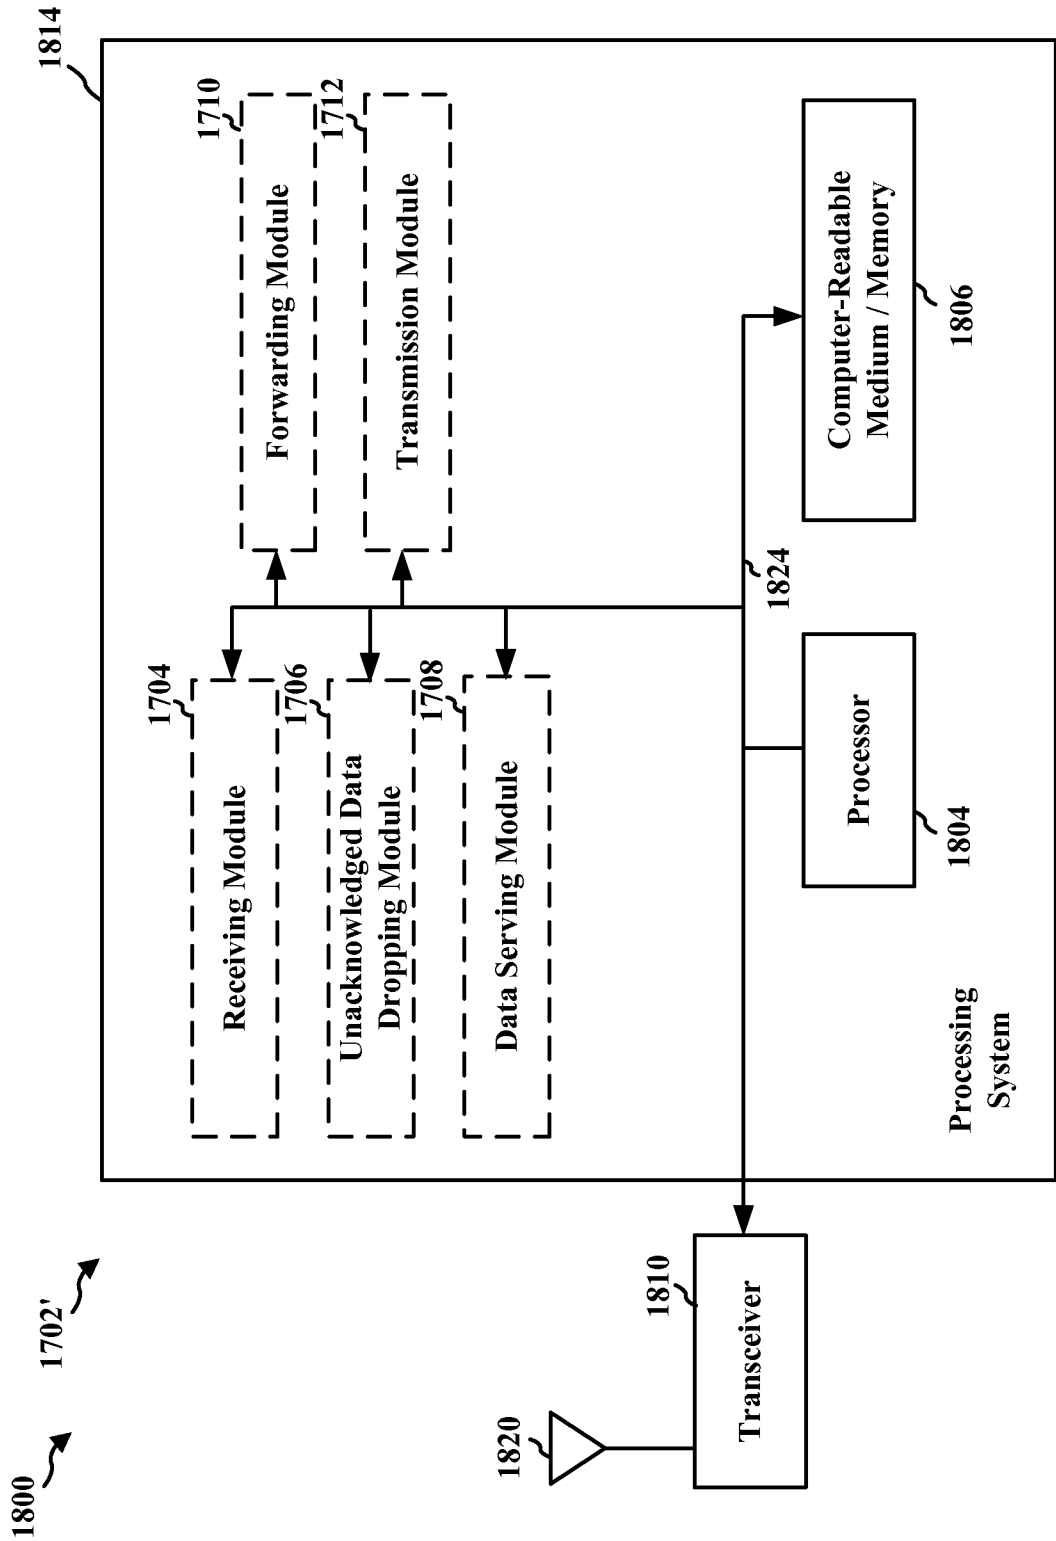 1800
1702'
1814
1704
Receiving Module
1710
Forwarding Module
1706
Unacknowledged Data
Dropping Module
1712
Transmission Module
1708
Data Serving Module
1820
1810
Transceiver
1824
Processor
1804
Computer-Readable
Medium / Memory
1806
Processing
System